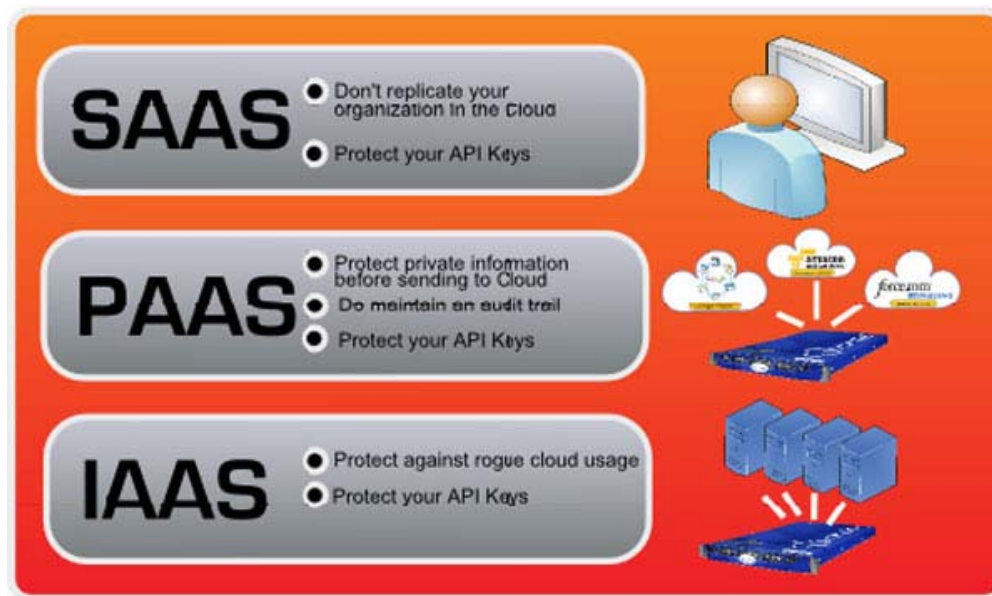 SAAS
Don't replicate your
organization in the Cloud
Protect your API Keys
PAAS
Protect private information
before sending to Cloud
Do maintain an audit trail
Protect your API Keys
IAAS
Protect against rogue cloud usage
Protect your API Keys